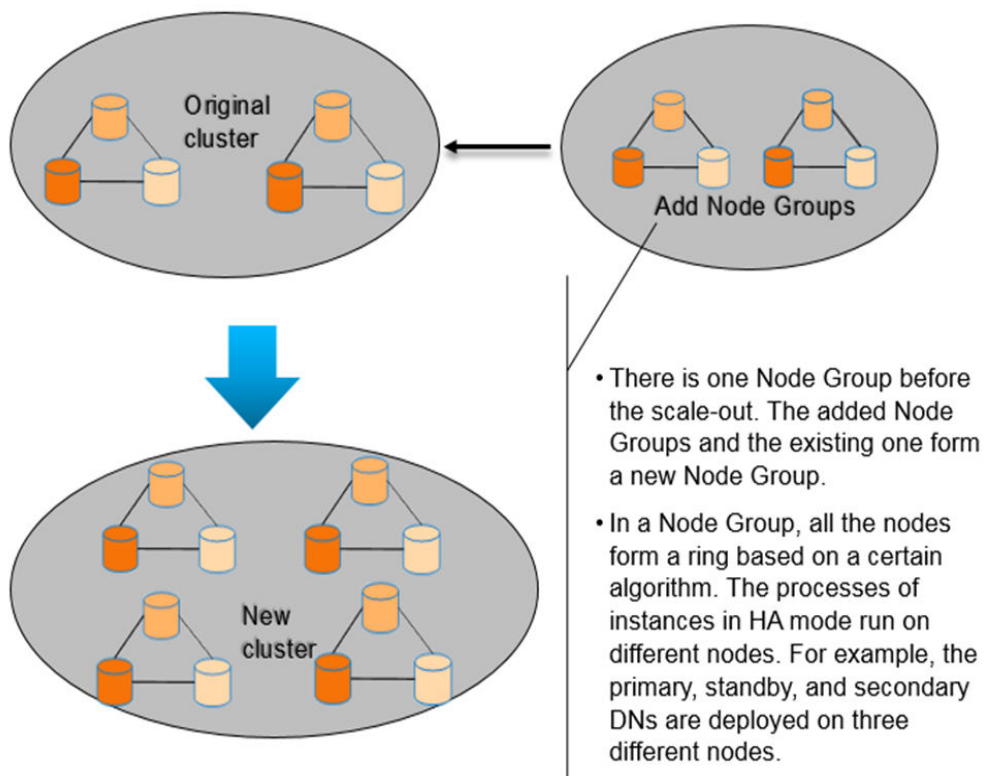 Original
cluster
Add Node Groups
• There is one Node Group before
the scale-out. The added Node
Groups and the existing one form
a new Node Group.
• In a Node Group, all the nodes
form a ring based on a certain
algorithm. The processes of
instances in HA mode run on
different nodes. For example, the
primary, standby, and secondary
DNs are deployed on three
different nodes.
New
cluster